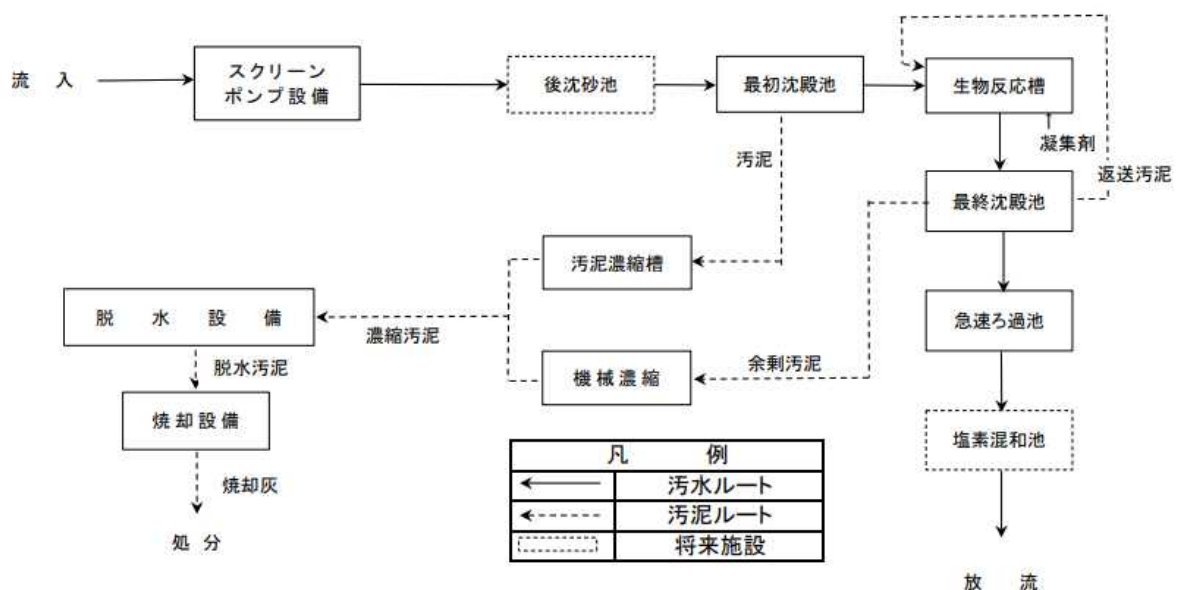 流 入
スクリーン
ポンプ設備
後沈砂池
最初沈殿池
生物反応槽
凝集剤
汚泥
返送汚泥
最終沈殿池
汚泥濃縮槽
脱 水 設 備
濃縮汚泥
急速ろ過池
脱水汚泥
機械濃縮
余剰汚泥
焼却設備
塩素混和池
凡 例
汚水ルート
汚泥ルート
将来施設
焼却灰
処 分
放 流